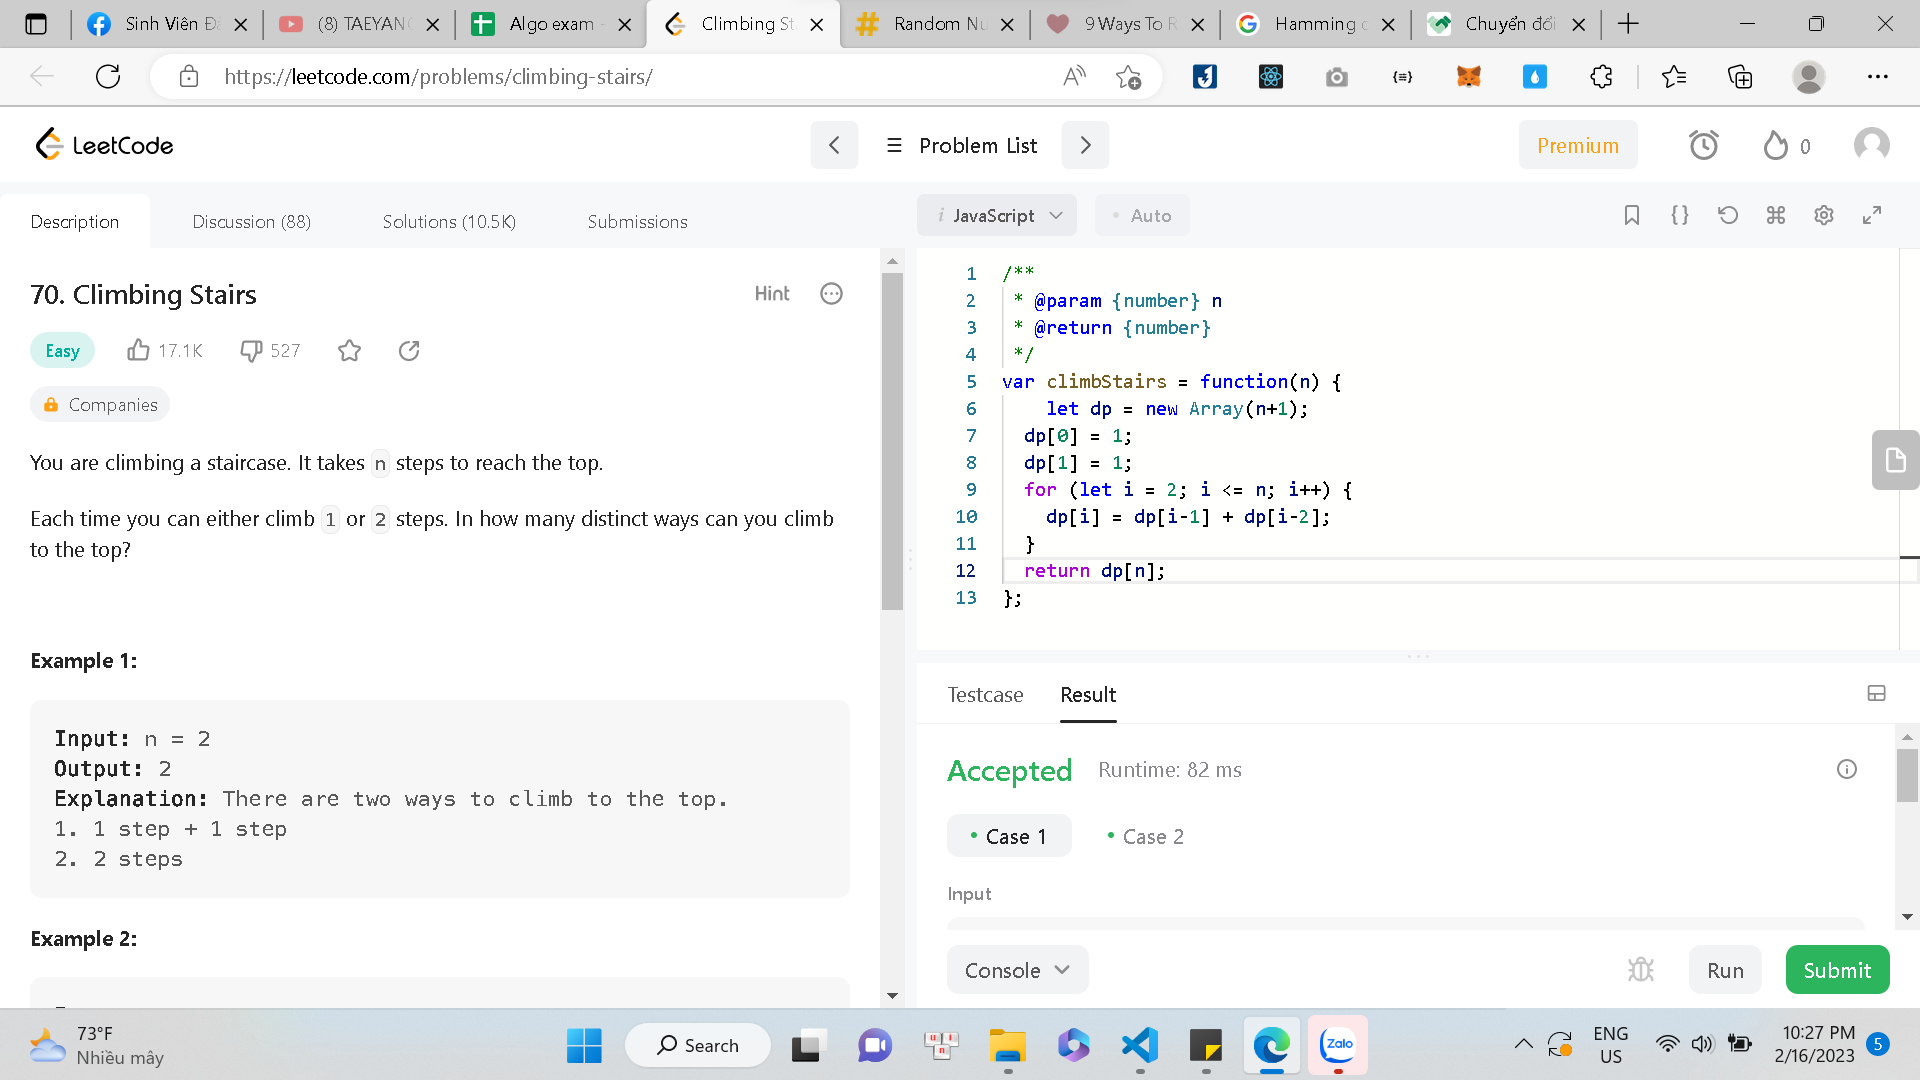 Sinh Viên Đ
(8) TAEYAN
Algo exam -
Climbing St
Random Nu
9 Ways To R
Hamming
Chuyển đổi
https://leetcode.com/problems/climbing-stairs/
LeetCode
Problem List
Premium
0
Description
Discussion (88)
Solutions (10.5K)
Submissions
i JavaScript
• Auto
70. Climbing Stairs
Hint
Easy
17.1K
527
Companies
You are climbing a staircase. It takes n steps to reach the top.
Each time you can either climb 1 or 2 steps. In how many distinct ways can you climb
to the top?
Example 1:
Input: n = 2
Output: 2
Explanation: There are two ways to climb to the top.
1. 1 step + 1 step
2. 2 steps
Example 2:
1 /**
2 * @param {number} n
3 * @return {number}
4 */
5 var climbStairs = function(n) {
6 let dp = new Array(n+1);
7 dp[0] = 1;
8 dp[1] = 1;
9 for (let i = 2; i <= n; i++) {
10 dp[i] = dp[i-1] + dp[i-2];
11 }
12 return dp[n];
13 };
Testcase
Result
Accepted
Runtime: 82 ms
• Case 1
• Case 2
Input
Console
Run
Submit
73°F
Nhiều mây
Search
Zalo
ENG
US
10:27 PM
2/16/2023
5